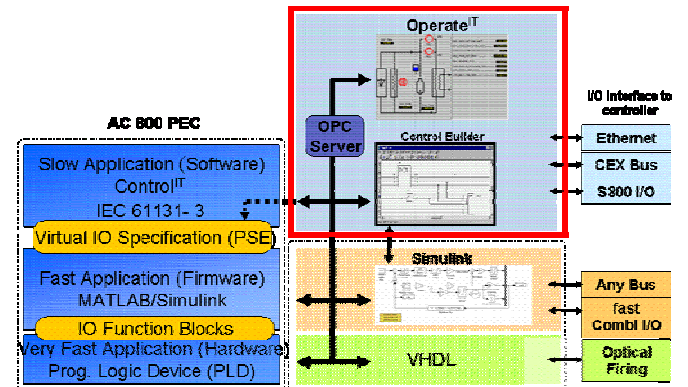 OperateIT
I/O Interface to
controller
AC 800 PEC
OPC
Server
Control Builder
Ethernet
CEX Bus
S800 I/O
Slow Application (Software)
ControlIT
IEC 61131- 3
Virtual IO Specification (PSE)
Simulink
Fast Application (Firmware)
MATLAB/Simulink
Any Bus
fast
CombI I/O
IO Function Blocks
Very Fast Application (Hardware)
Prog. Logic Device (PLD)
VHDL
Optical
Firing